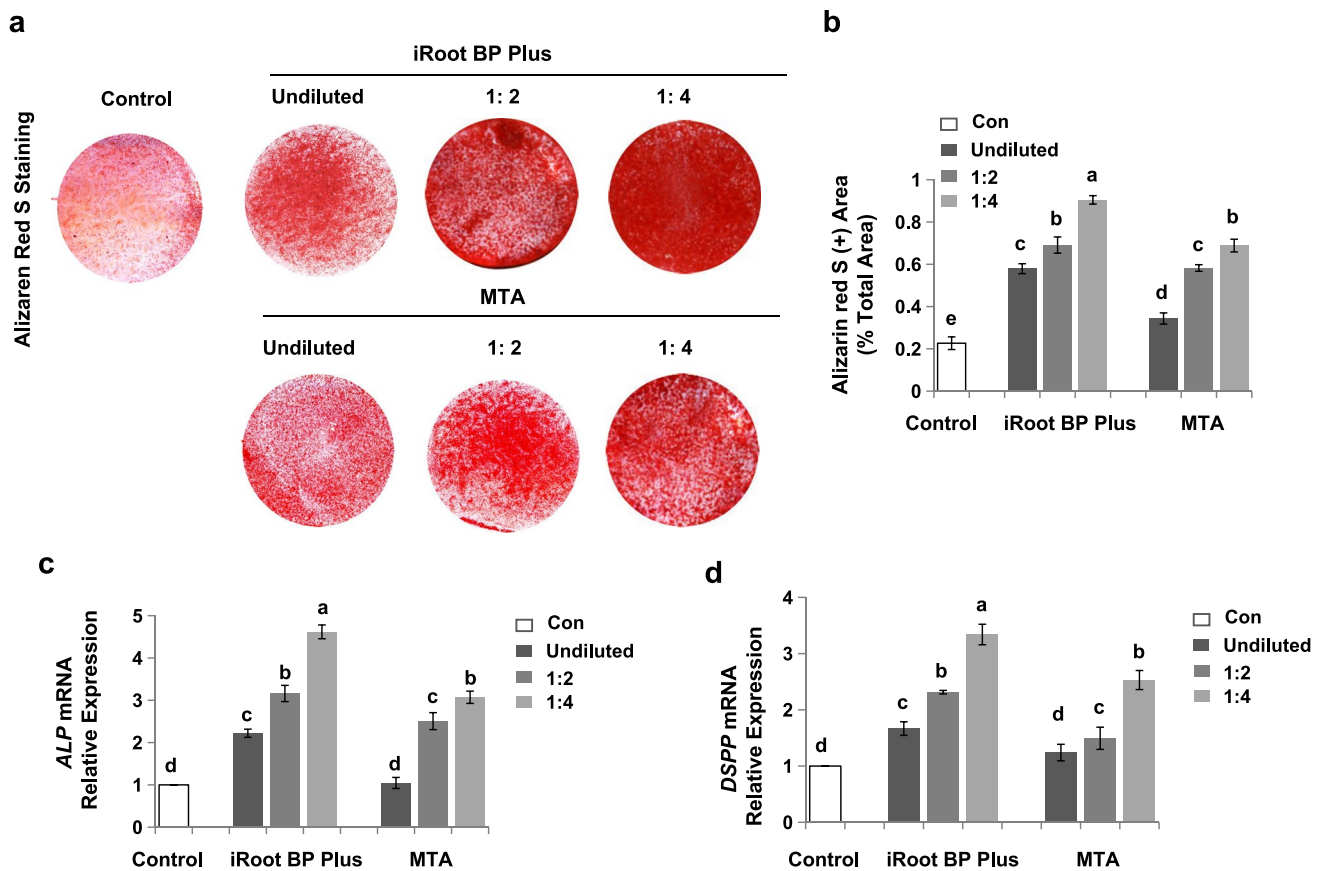 a
iRoot BP Plus
Control
Undiluted
1: 2
1: 4
Alizaren Red S Staining
MTA
Undiluted
1: 2
1: 4
b
Con
Undiluted
1:2
1:4
Alizarin red S (+) Area
(% Total Area)
1
0.8
0.6
0.4
0.2
0
e
c
b
a
d
c
b
Control
iRoot BP Plus
MTA
c
ALP mRNA
Relative Expression
5
4
3
2
1
0
d
c
b
a
d
c
b
Con
Undiluted
1:2
1:4
Control
iRoot BP Plus
MTA
d
DSPP mRNA
Relative Expression
4
3
2
1
0
d
c
b
a
d
c
b
Con
Undiluted
1:2
1:4
Control
iRoot BP Plus
MTA